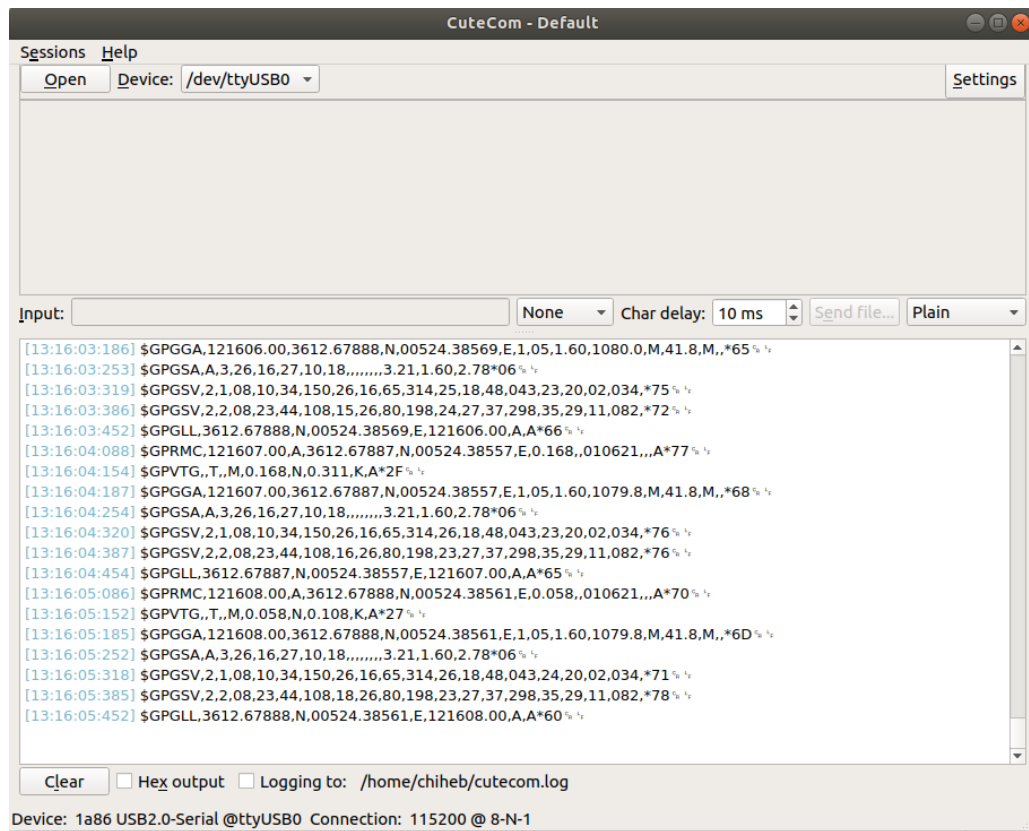 CuteCom - Default
Sessions Help
Open Device: /dev/ttyUSB0 Settings
Input: None Char delay: 10 ms Send file... Plain
[13:16:03:186] $GPGGA,121606.00,3612.67888,N,00524.38569,E,1,05,1.60,1080.0,M,41.8,M,,*65␍␊
[13:16:03:253] $GPGSA,A,3,26,16,27,10,18,,,,,,,,3.21,1.60,2.78*06␍␊
[13:16:03:319] $GPGSV,2,1,08,10,34,150,26,16,65,314,25,18,48,043,23,20,02,034,*75␍␊
[13:16:03:386] $GPGSV,2,2,08,23,44,108,15,26,80,198,24,27,37,298,35,29,11,082,*72␍␊
[13:16:03:452] $GPGLL,3612.67888,N,00524.38569,E,121606.00,A,A*66␍␊
[13:16:04:088] $GPRMC,121607.00,A,3612.67887,N,00524.38557,E,0.168,,010621,,,A*77␍␊
[13:16:04:154] $GPVTG,,T,,M,0.168,N,0.311,K,A*2F␍␊
[13:16:04:187] $GPGGA,121607.00,3612.67887,N,00524.38557,E,1,05,1.60,1079.8,M,41.8,M,,*68␍␊
[13:16:04:254] $GPGSA,A,3,26,16,27,10,18,,,,,,,,3.21,1.60,2.78*06␍␊
[13:16:04:320] $GPGSV,2,1,08,10,34,150,26,16,65,314,26,18,48,043,23,20,02,034,*76␍␊
[13:16:04:387] $GPGSV,2,2,08,23,44,108,16,26,80,198,23,27,37,298,35,29,11,082,*76␍␊
[13:16:04:454] $GPGLL,3612.67887,N,00524.38557,E,121607.00,A,A*65␍␊
[13:16:05:086] $GPRMC,121608.00,A,3612.67888,N,00524.38561,E,0.058,,010621,,,A*70␍␊
[13:16:05:152] $GPVTG,,T,,M,0.058,N,0.108,K,A*27␍␊
[13:16:05:185] $GPGGA,121608.00,3612.67888,N,00524.38561,E,1,05,1.60,1079.8,M,41.8,M,,*6D␍␊
[13:16:05:252] $GPGSA,A,3,26,16,27,10,18,,,,,,,,3.21,1.60,2.78*06␍␊
[13:16:05:318] $GPGSV,2,1,08,10,34,150,26,16,65,314,26,18,48,043,24,20,02,034,*71␍␊
[13:16:05:385] $GPGSV,2,2,08,23,44,108,18,26,80,198,23,27,37,298,35,29,11,082,*78␍␊
[13:16:05:452] $GPGLL,3612.67888,N,00524.38561,E,121608.00,A,A*60␍␊
Clear Hex output Logging to: /home/chiheb/cutecom.log
Device: 1a86 USB2.0-Serial @ttyUSB0 Connection: 115200 @ 8-N-1